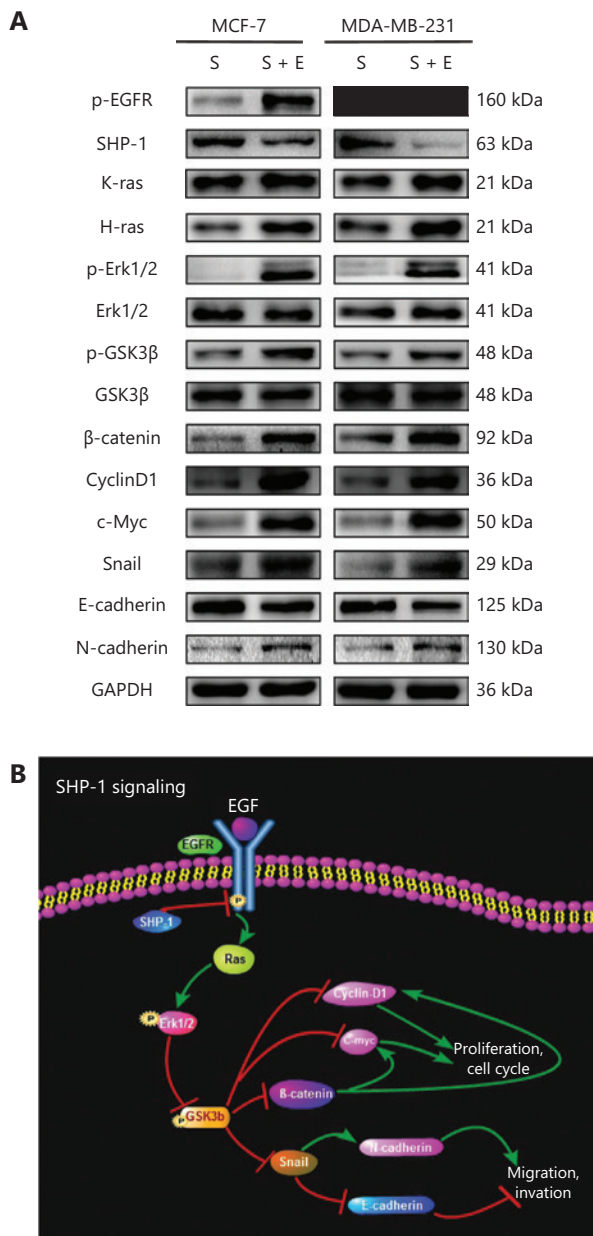 A
MCF-7 MDA-MB-231
S S + E S S + E
p-EGFR 160 kDa
SHP-1 63 kDa
K-ras 21 kDa
H-ras 21 kDa
p-Erk1/2 41 kDa
Erk1/2 41 kDa
p-GSK3β 48 kDa
GSK3β 48 kDa
β-catenin 92 kDa
CyclinD1 36 kDa
c-Myc 50 kDa
Snail 29 kDa
E-cadherin 125 kDa
N-cadherin 130 kDa
GAPDH 36 kDa
B
SHP-1 signaling
EGF
EGFR
P
SHP-1
Ras
P
Erk1/2
Cyclin-D1
C-myc
Proliferation,
cell cycle
ß-catenin
P
GSK3b
Snail
N-cadherin
Migration,
invation
E-cadherin